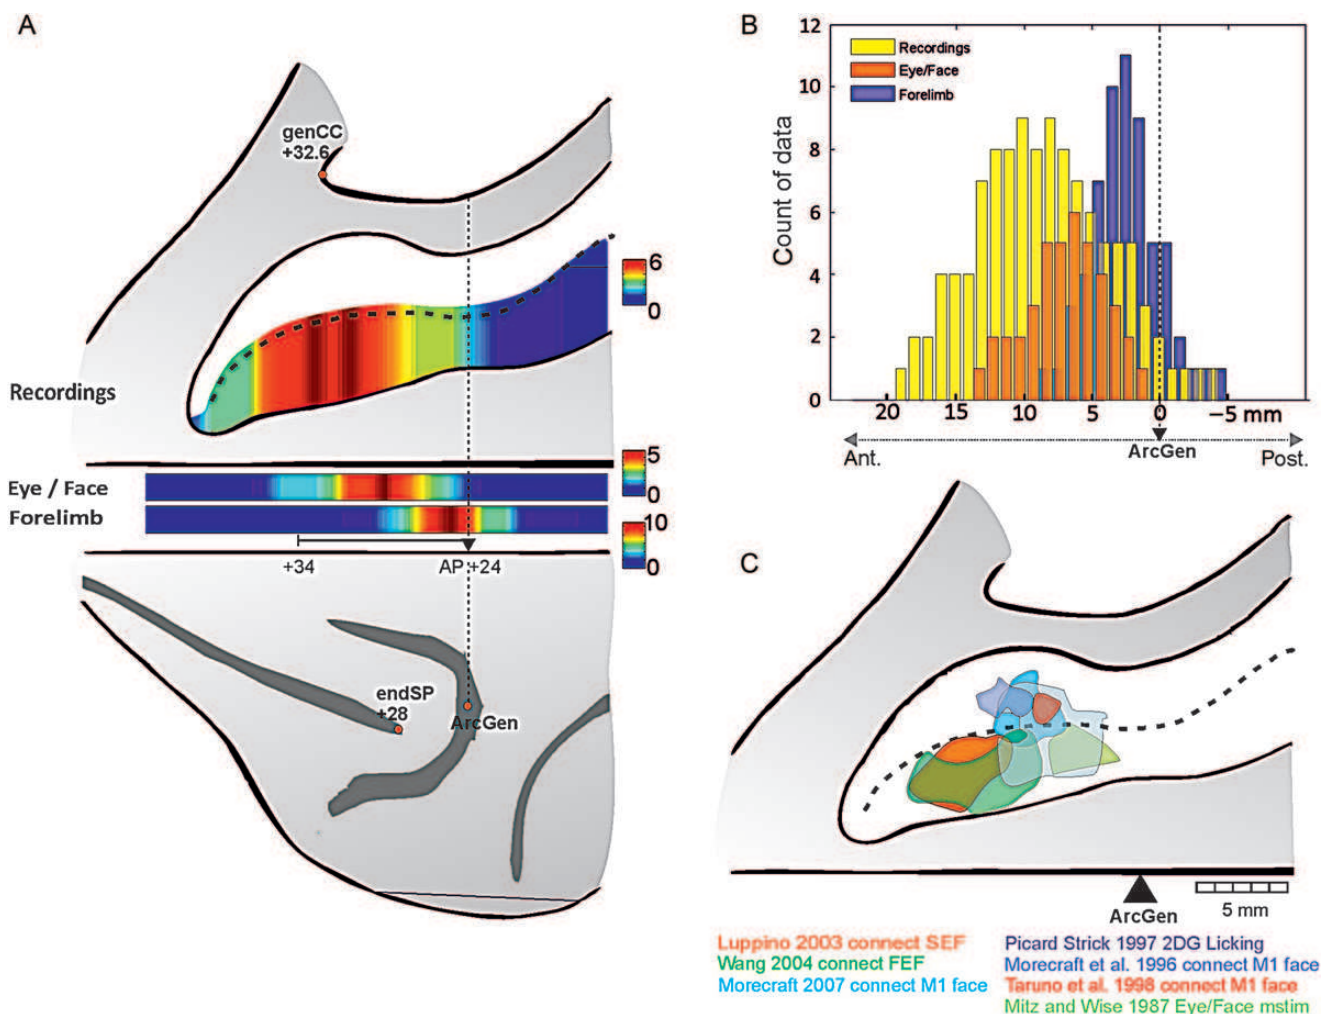 A
genCC
+32.6
6
0
Recordings
Eye / Face
Forelimb
5
0
10
0
+34
AP +24
endSP
+28
ArcGen
B
Recordings
Eye/Face
Forelimb
Count of data
12
10
8
6
4
2
0
20 15 10 5 0 −5 mm
Ant.
ArcGen
Post.
C
ArcGen
5 mm
Luppino 2003 connect SEF
Wang 2004 connect FEF
Morecraft 2007 connect M1 face
Picard Strick 1997 2DG Licking
Morecraft et al. 1996 connect M1 face
Taruno et al. 1998 connect M1 face
Mitz and Wise 1987 Eye/Face mstim